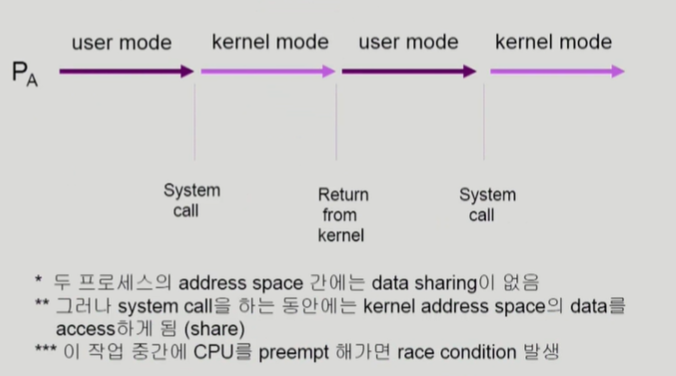 user mode kernel mode user mode kernel mode
PA
System call
Return from kernel
System call
* 두 프로세스의 address space 간에는 data sharing이 없음
** 그러나 system call을 하는 동안에는 kernel address space의 data를
access하게 됨 (share)
*** 이 작업 중간에 CPU를 preempt 해가면 race condition 발생